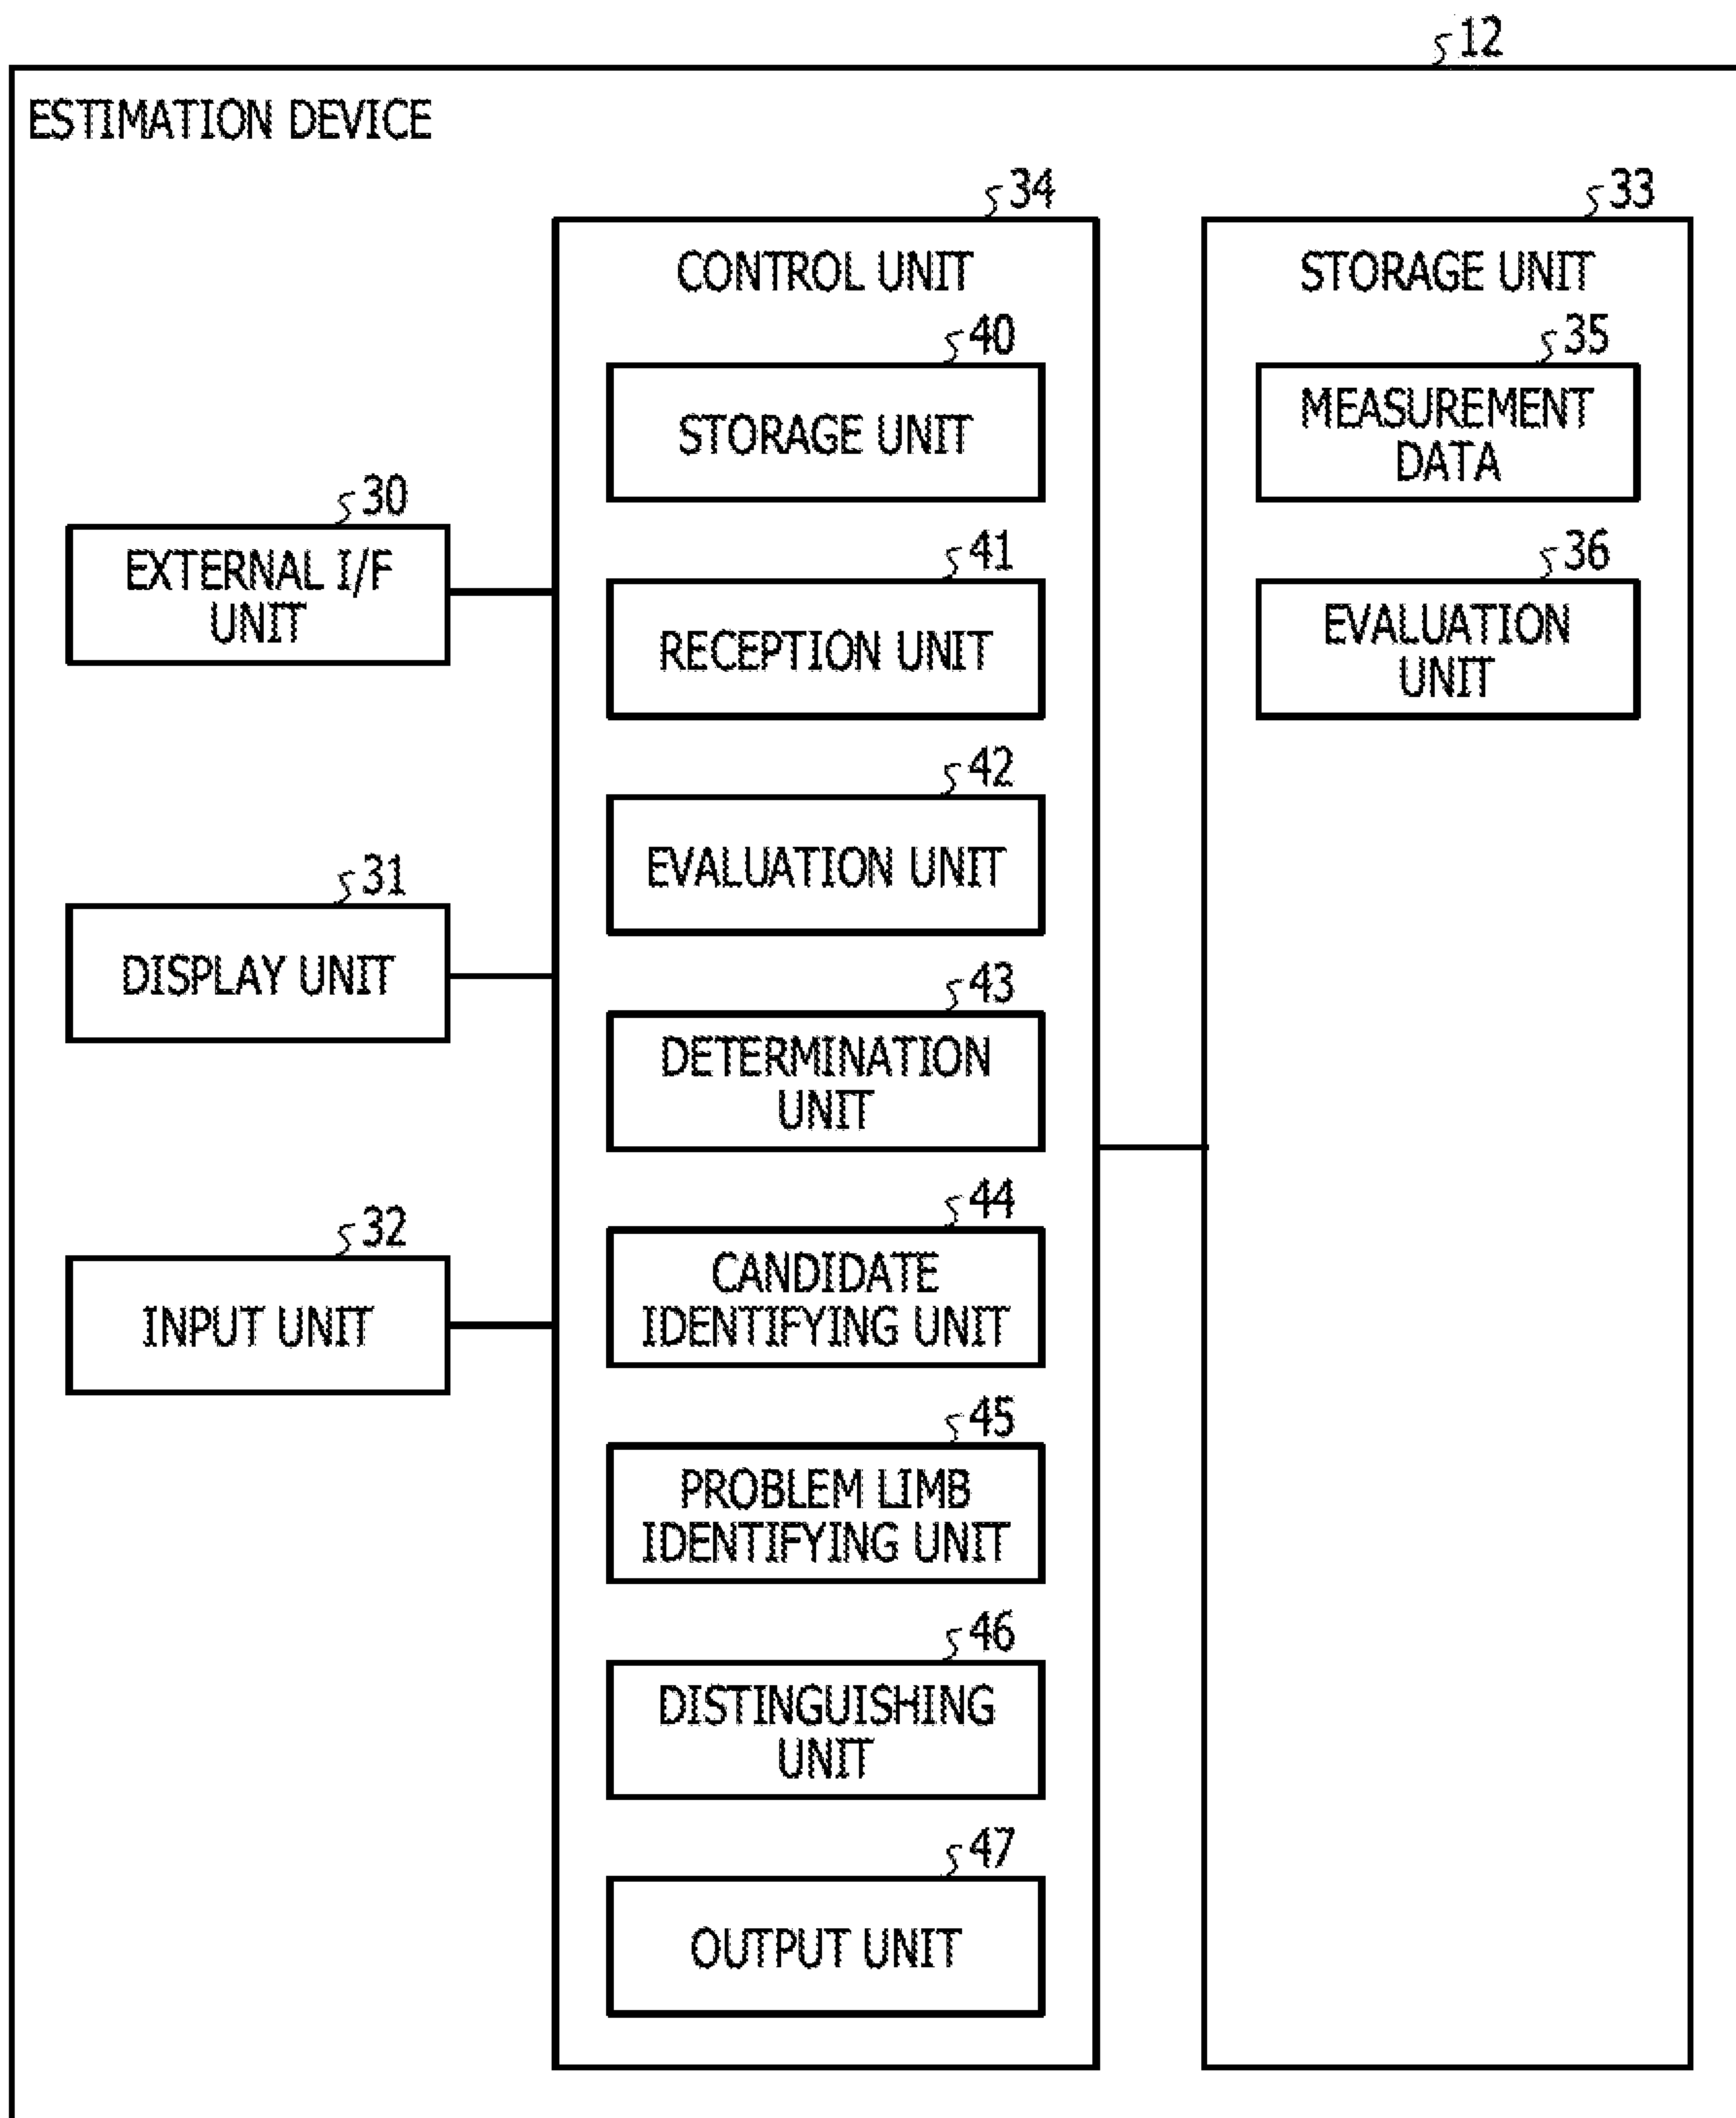 12
ESTIMATION DEVICE
34
CONTROL UNIT
40
STORAGE UNIT
41
RECEPTION UNIT
42
EVALUATION UNIT
43
DETERMINATION
UNIT
44
CANDIDATE
IDENTIFYING UNIT
45
PROBLEM LIMB
IDENTIFYING UNIT
46
DISTINGUISHING
UNIT
47
OUTPUT UNIT
30
EXTERNAL I/F
UNIT
31
DISPLAY UNIT
32
INPUT UNIT
33
STORAGE UNIT
35
MEASUREMENT
DATA
36
EVALUATION
UNIT